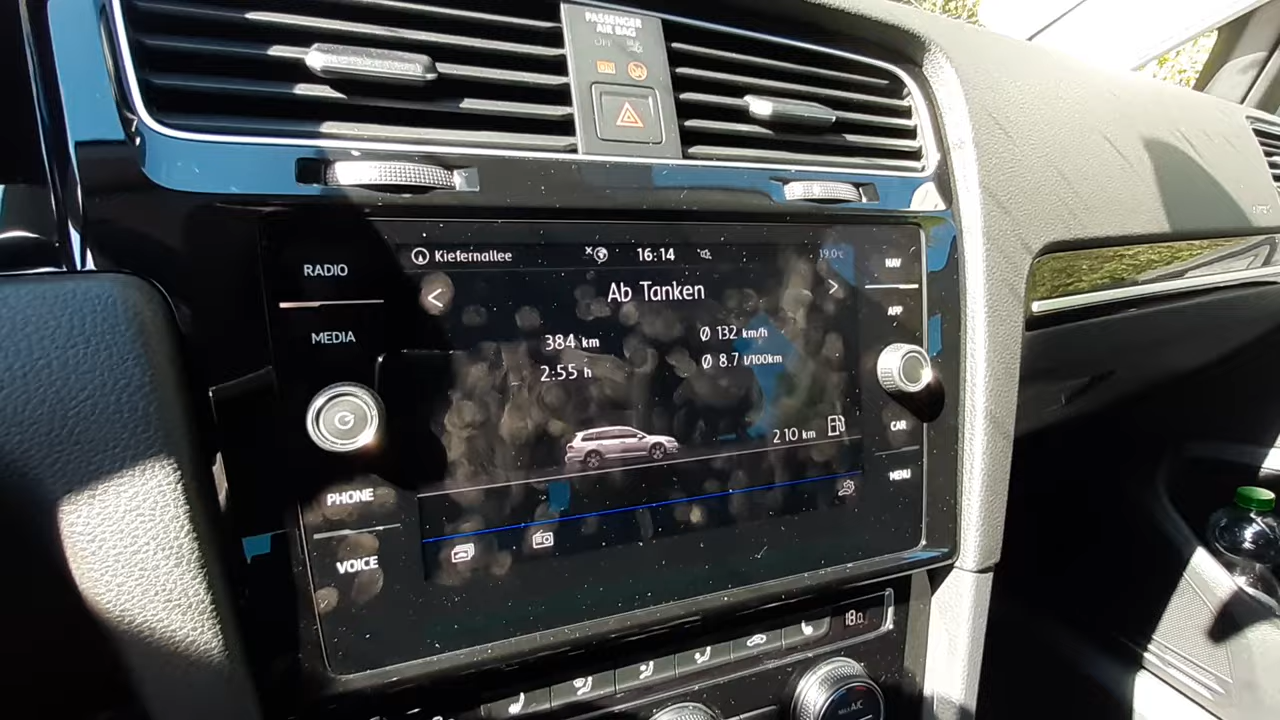 PASSENGER
AIR BAG
OFF
ON
RADIO
MEDIA
PHONE
VOICE
Kiefernallee
16:14
19.0°C
Ab Tanken
384 km
2:55 h
Ø 132 km/h
Ø 8.7 l/100km
210 km
NAV
APP
CAR
MENU
18.0
A/C